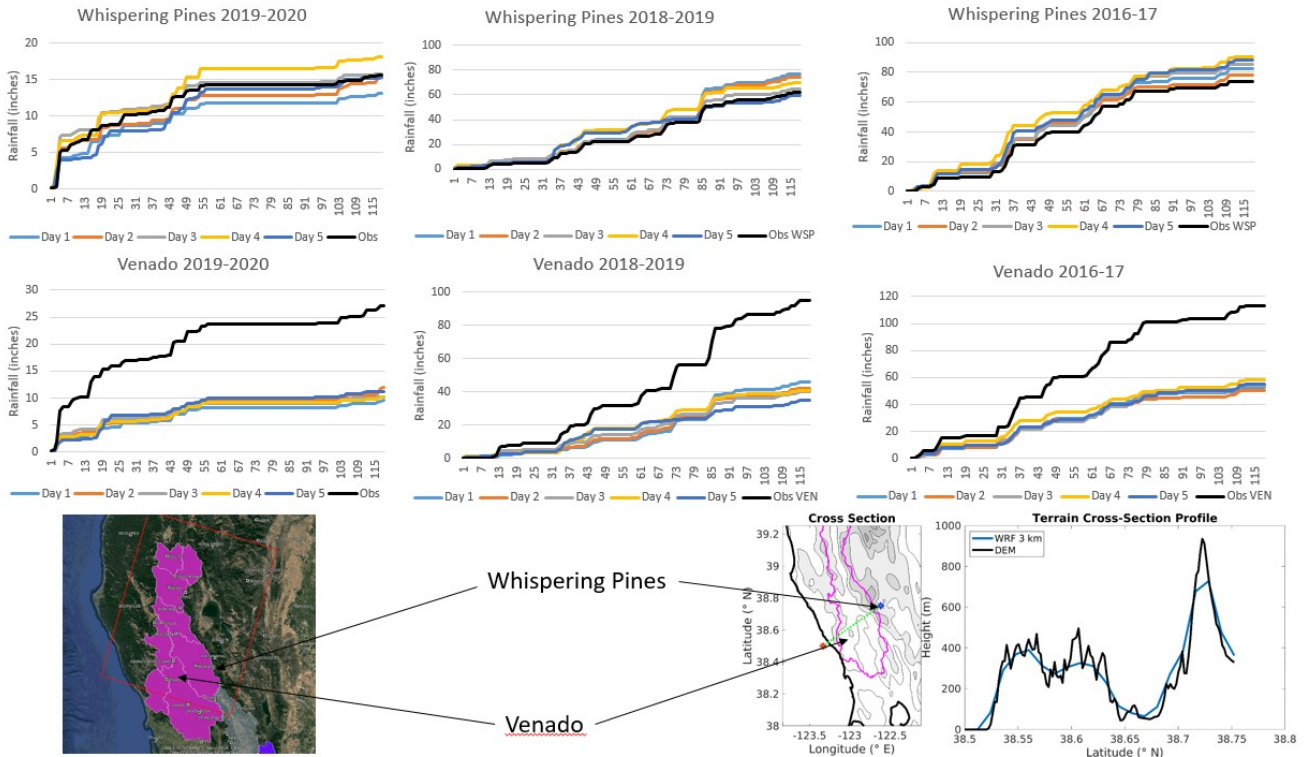 Whispering Pines 2019-2020
Rainfall (inches)
20
15
10
5
0
1 7 13 19 25 31 37 43 49 55 61 67 73 79 85 91 97 103 109 115
Day 1 Day 2 Day 3 Day 4 Day 5 Obs
Whispering Pines 2018-2019
Rainfall (inches)
100
80
60
40
20
0
1 7 13 19 25 31 37 43 49 55 61 67 73 79 85 91 97 103 109 115
Day 1 Day 2 Day 3 Day 4 Day 5 Obs WSP
Whispering Pines 2016-17
Rainfall (inches)
100
80
60
40
20
0
1 7 13 19 25 31 37 43 49 55 61 67 73 79 85 91 97 103 109 115
Day 1 Day 2 Day 3 Day 4 Day 5 Obs WSP
Venado 2019-2020
Rainfall (inches)
30
25
20
15
10
5
0
1 7 13 19 25 31 37 43 49 55 61 67 73 79 85 91 97 103 109 115
Day 1 Day 2 Day 3 Day 4 Day 5 Obs
Venado 2018-2019
Rainfall (inches)
100
80
60
40
20
0
1 7 13 19 25 31 37 43 49 55 61 67 73 79 85 91 97 103 109 115
Day 1 Day 2 Day 3 Day 4 Day 5 Obs VEN
Venado 2016-17
Rainfall (inches)
120
100
80
60
40
20
0
1 7 13 19 25 31 37 43 49 55 61 67 73 79 85 91 97 103 109 115
Day 1 Day 2 Day 3 Day 4 Day 5 Obs VEN
Whispering Pines
Venado
Cross Section
Latitude (° N)
39.2
39
38.8
38.6
38.4
38.2
38
-123.5 -123 -122.5
Longitude (° E)
Terrain Cross-Section Profile
WRF 3 km
DEM
Height (m)
1000
800
600
400
200
0
38.5 38.55 38.6 38.65 38.7 38.75 38.8
Latitude (° N)